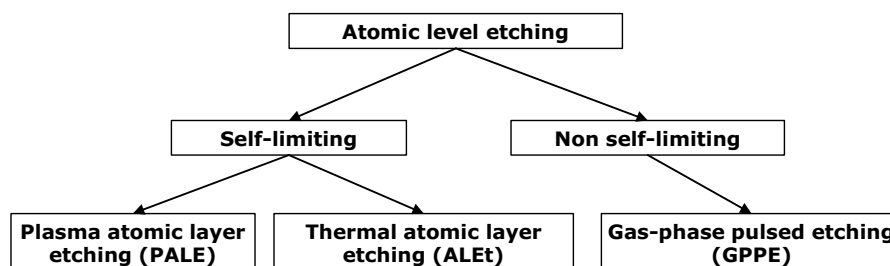 Atomic level etching
Self-limiting
Non self-limiting
Plasma atomic layer
etching (PALE)
Thermal atomic layer
etching (ALEt)
Gas-phase pulsed etching
(GPPE)